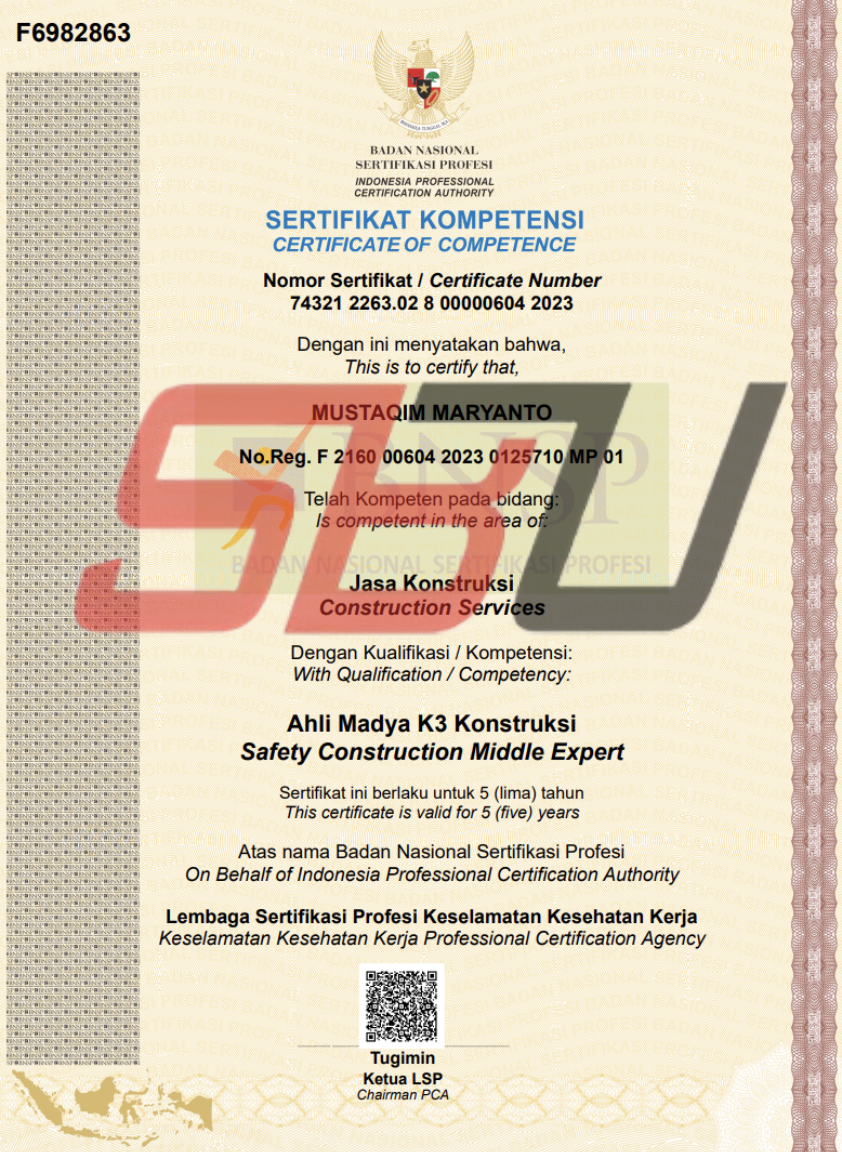 F6982863
BADAN NASIONAL
SERTIFIKASI PROFESI
INDONESIA PROFESSIONAL
CERTIFICATION AUTHORITY
SERTIFIKAT KOMPETENSI
CERTIFICATE OF COMPETENCE
Nomor Sertifikat / Certificate Number
74321 2263.02 8 00000604 2023
Dengan ini menyatakan bahwa,
This is to certify that,
SBU
MUSTAQIM MARYANTO
BNSP
No.Reg. F 2160 00604 2023 0125710 MP 01
Telah Kompeten pada bidang:
Is competent in the area of:
BADAN NASIONAL SERTIFIKASI PROFESI
Jasa Konstruksi
Construction Services
Dengan Kualifikasi / Kompetensi:
With Qualification / Competency:
Ahli Madya K3 Konstruksi
Safety Construction Middle Expert
Sertifikat ini berlaku untuk 5 (lima) tahun
This certificate is valid for 5 (five) years
Atas nama Badan Nasional Sertifikasi Profesi
On Behalf of Indonesia Professional Certification Authority
Lembaga Sertifikasi Profesi Keselamatan Kesehatan Kerja
Keselamatan Kesehatan Kerja Professional Certification Agency
Tugimin
Ketua LSP
Chairman PCA